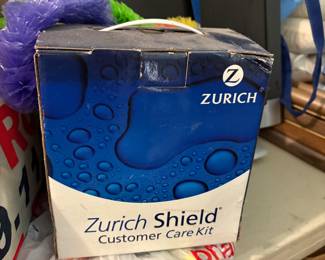 Z
ZURICH
Zurich Shield®
Customer Care Kit